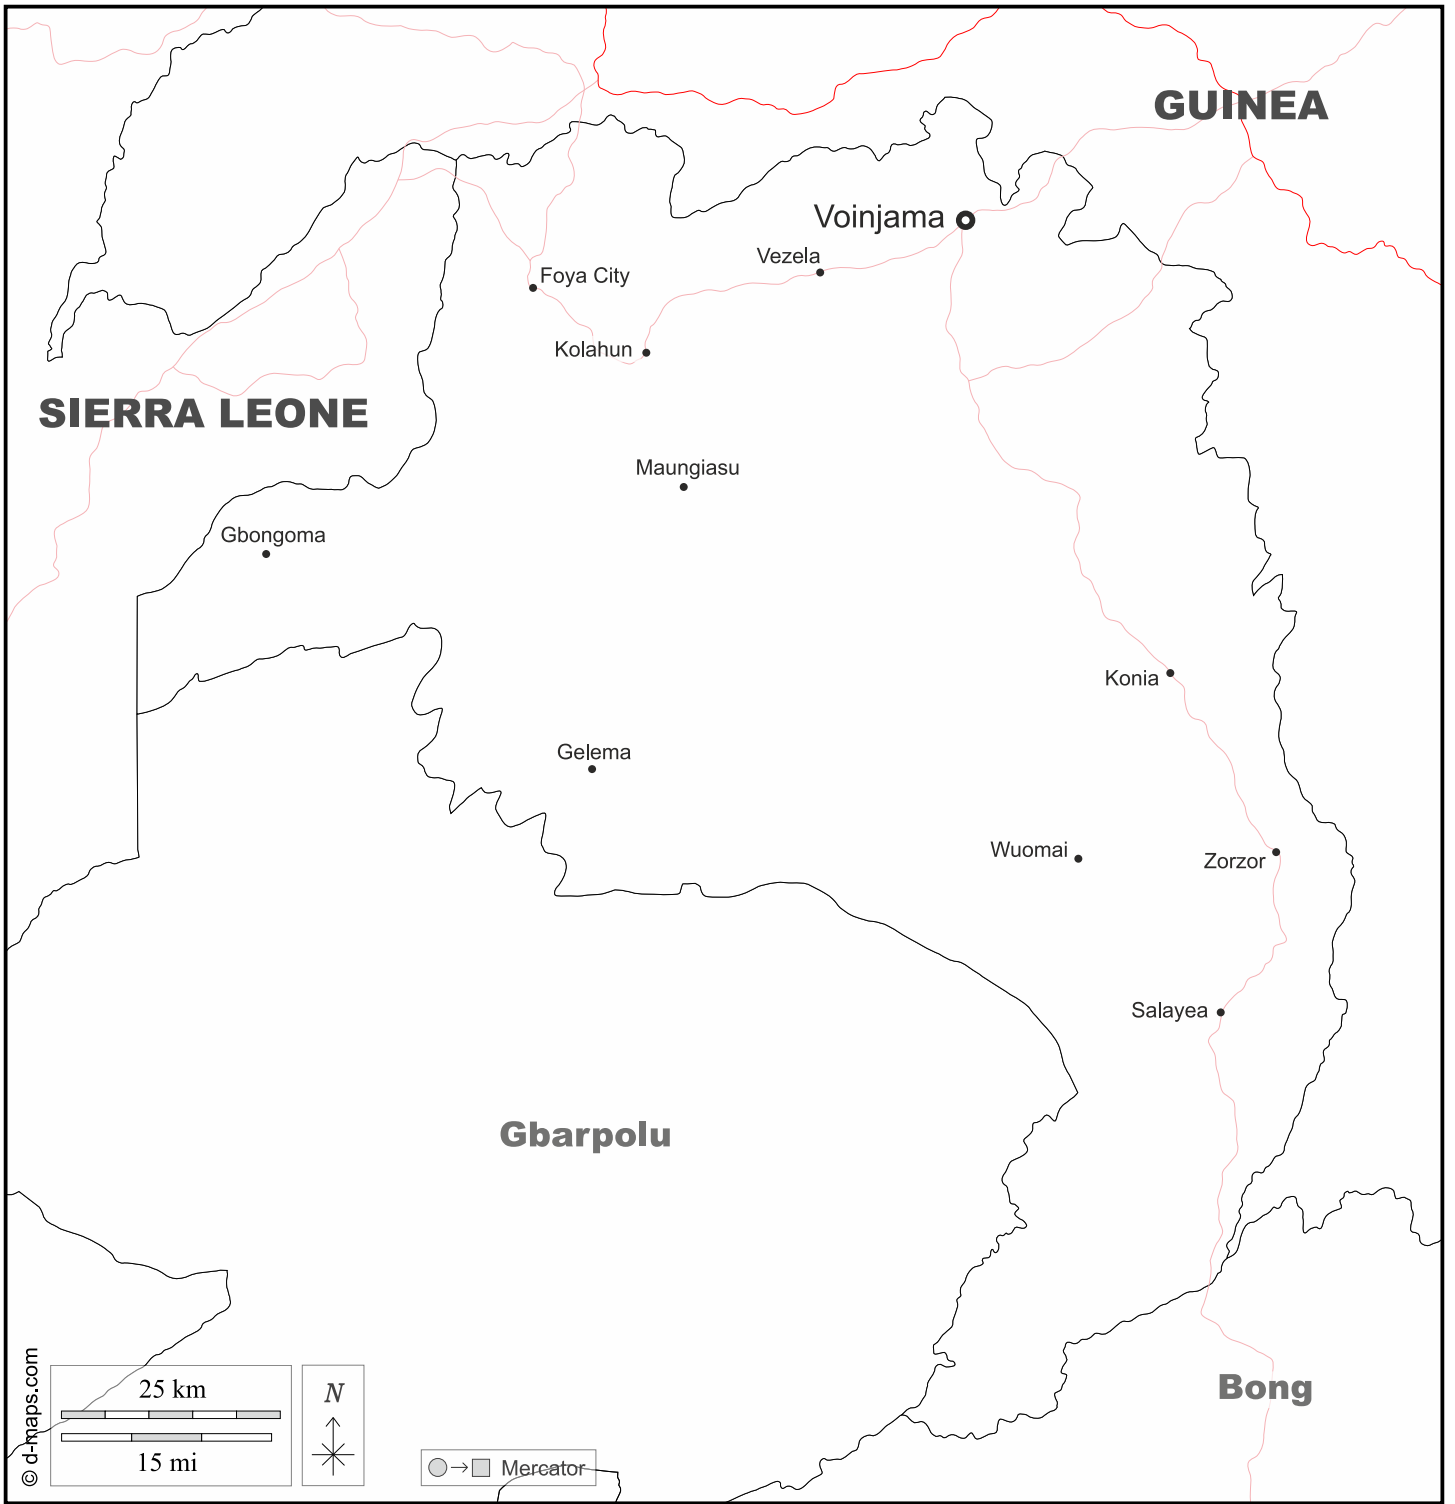 GUINEA
Voinjama
Vezela
Foya City
Kolahun
SIERRA LEONE
Maungiasu
Gbongoma
Konia
Gelema
Wuomai
Zorzor
Salayea
Gbarpolu
Bong
© d-maps.com
25 km
15 mi
N
Mercator